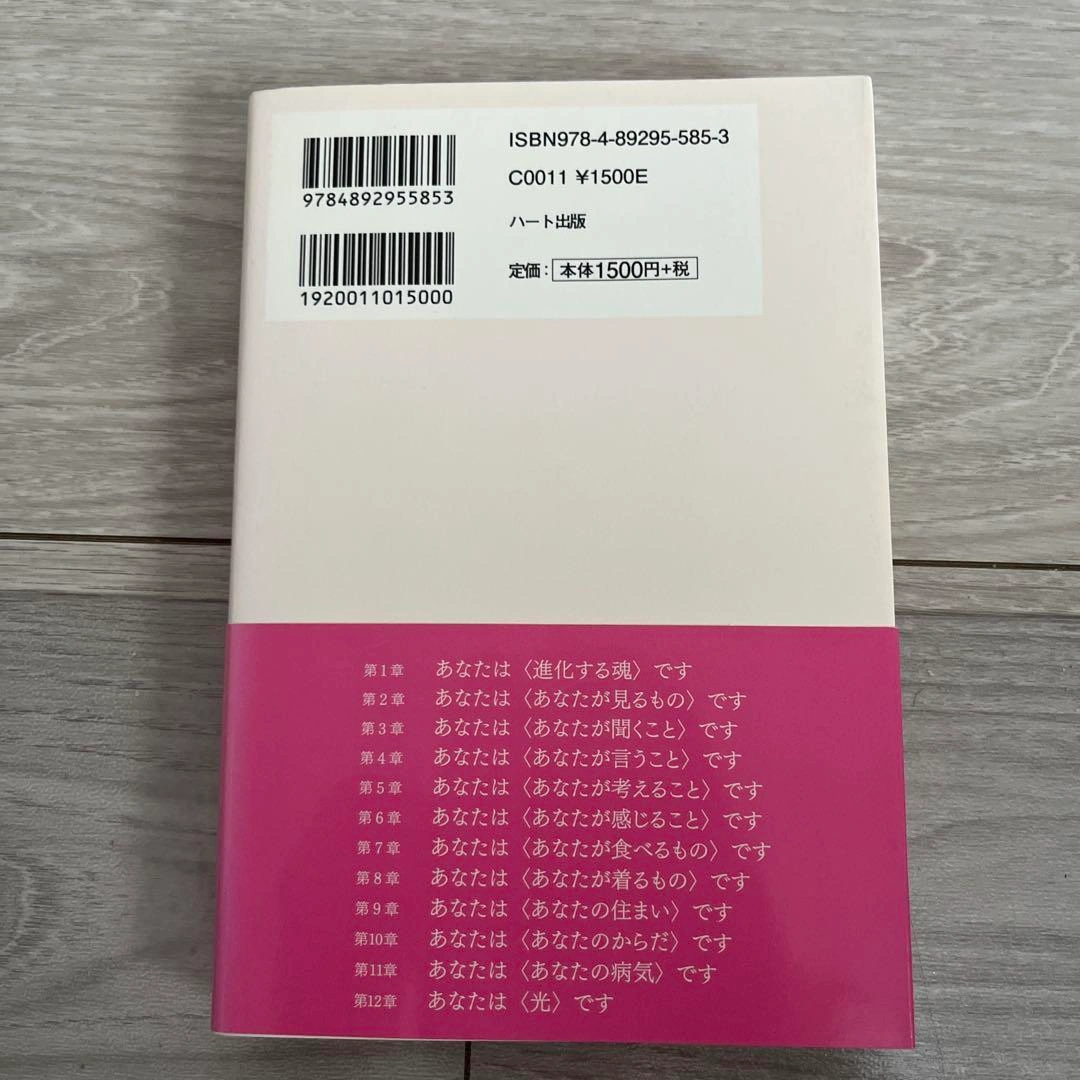 ISBN978-4-89295-585-3
9784892955853
C0011 ¥1500E
ハート出版
1920011015000
定価：本体1500円+税
第1章 あなたは〈進化する魂〉です
第2章 あなたは〈あなたが見るもの〉です
第3章 あなたは〈あなたが聞くこと〉です
第4章 あなたは〈あなたが言うこと〉です
第5章 あなたは〈あなたが考えること〉です
第6章 あなたは〈あなたが感じること〉です
第7章 あなたは〈あなたが食べるもの〉です
第8章 あなたは〈あなたが着るもの〉です
第9章 あなたは〈あなたの住まい〉です
第10章 あなたは〈あなたのからだ〉です
第11章 あなたは〈あなたの病気〉です
第12章 あなたは〈光〉です